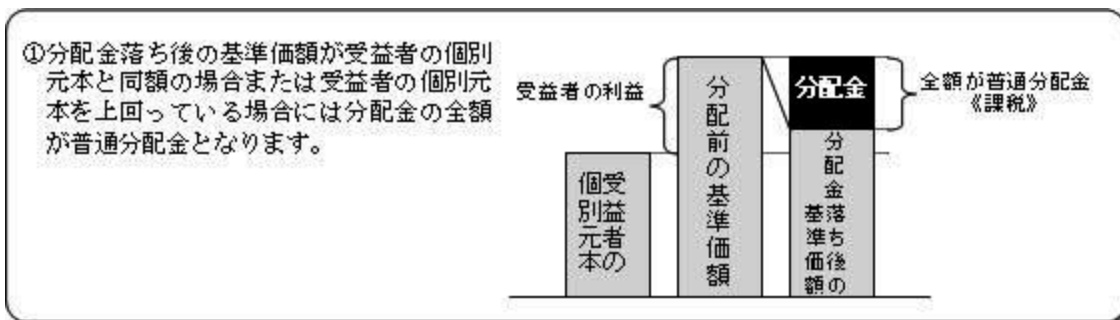 ①分配金落ち後の基準価額が受益者の個別
元本と同額の場合または受益者の個別元
本を上回っている場合には分配金の全額
が普通分配金となります。
受益者の利益
受益者の
個別元本
分配前の基準価額
分配金
分配金落ち後の
基準価額
全額が普通分配金
《課税》